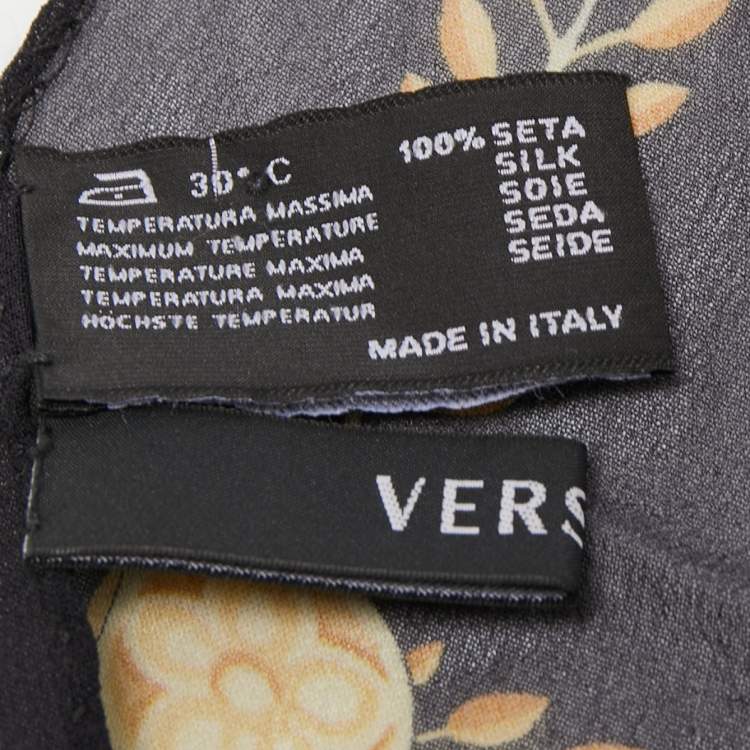 30° C
TEMPERATURA MASSIMA
MAXIMUM TEMPERATURE
TEMPERATURE MAXIMA
TEMPERATURA MAXIMA
HÖCHSTE TEMPERATUR
100% SETA
SILK
SOIE
SEDA
SEIDE
MADE IN ITALY
VERS